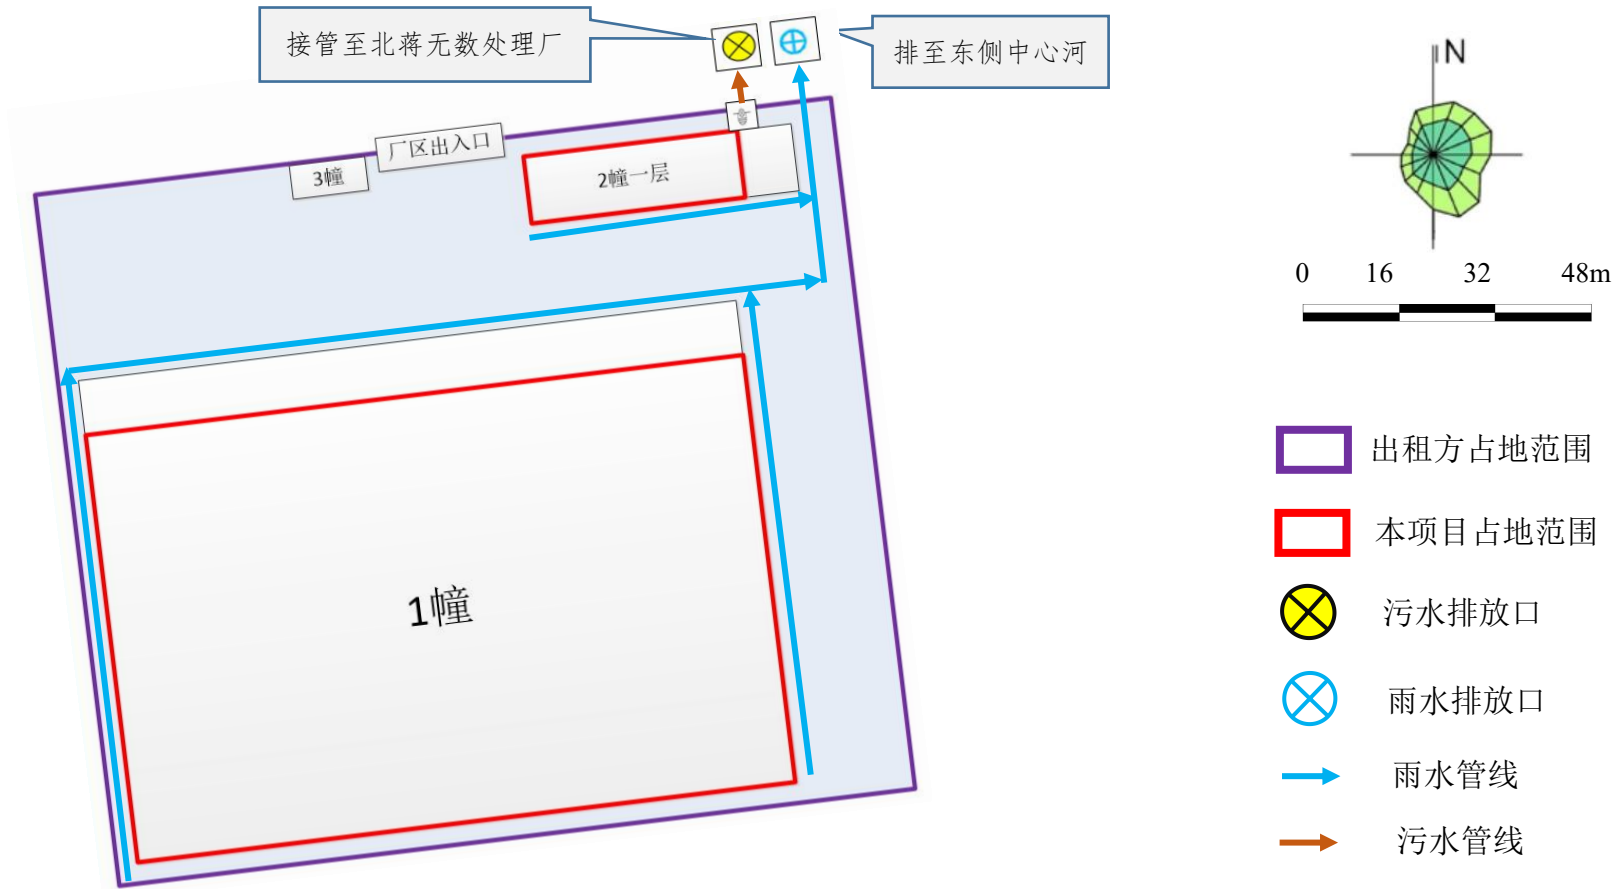 接管至北蒋无数处理厂
排至东侧中心河
N
厂区出入口
3幢
2幢一层
0 16 32 48m
1幢
出租方占地范围
本项目占地范围
污水排放口
雨水排放口
雨水管线
污水管线